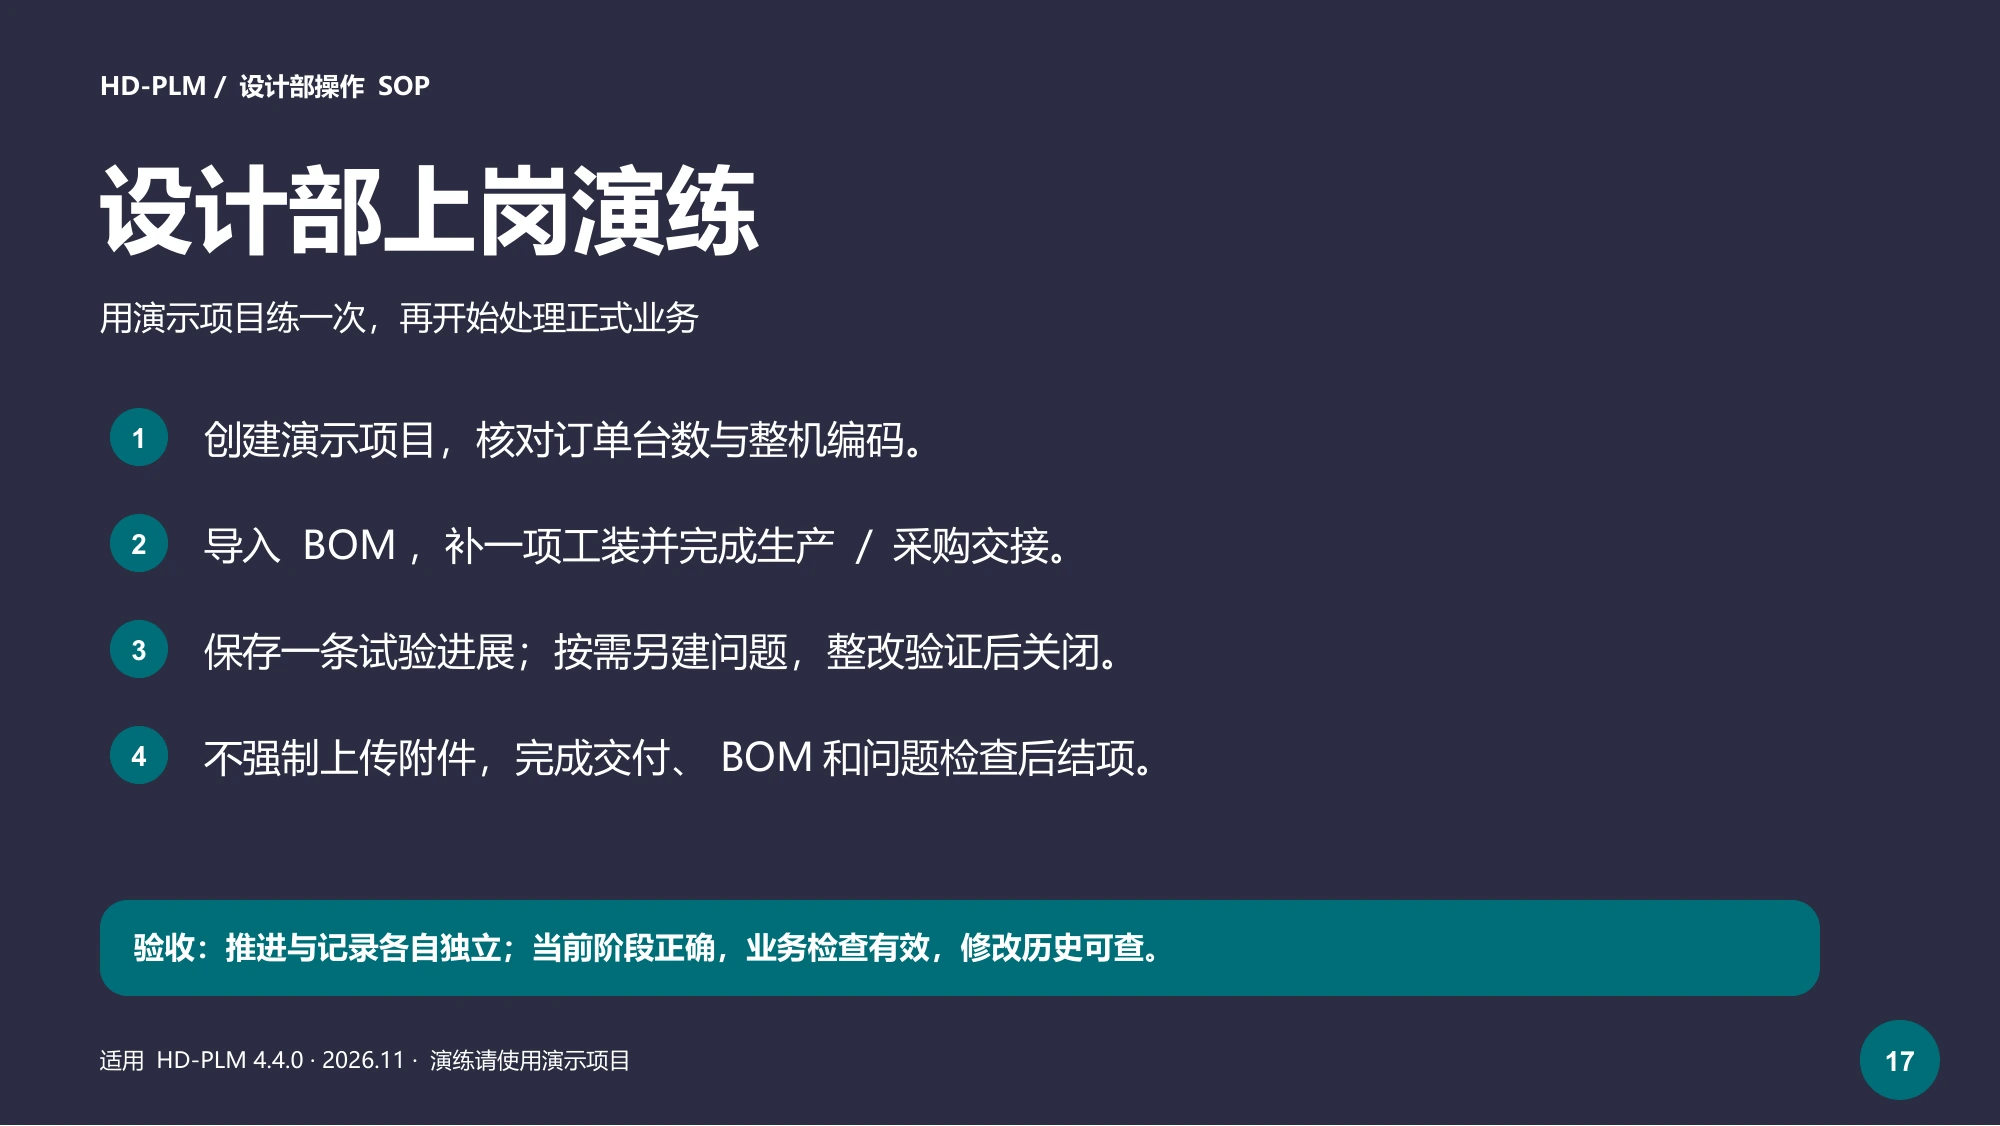 HD-PLM / 设计部操作 SOP
设计部上岗演练
用演示项目练一次，再开始处理正式业务
1 创建演示项目，核对订单台数与整机编码。
2 导入 BOM，补一项工装并完成生产 / 采购交接。
3 保存一条试验进展；按需另建问题，整改验证后关闭。
4 不强制上传附件，完成交付、BOM 和问题检查后结项。
验收：推进与记录各自独立；当前阶段正确，业务检查有效，修改历史可查。
适用 HD-PLM 4.4.0 · 2026.11 · 演练请使用演示项目
17